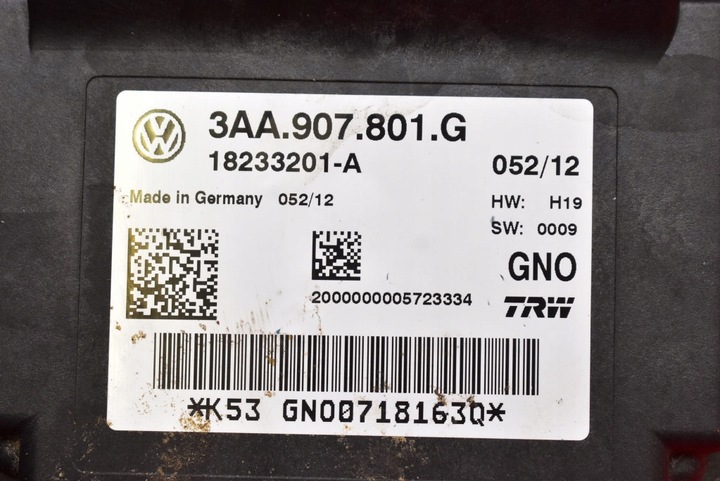 3AA.907.801.G
18233201-A 052/12
Made in Germany 052/12 HW: H19
SW: 0009
GNO
2000000005723334 TRW
*K53 GNO0718163Q*